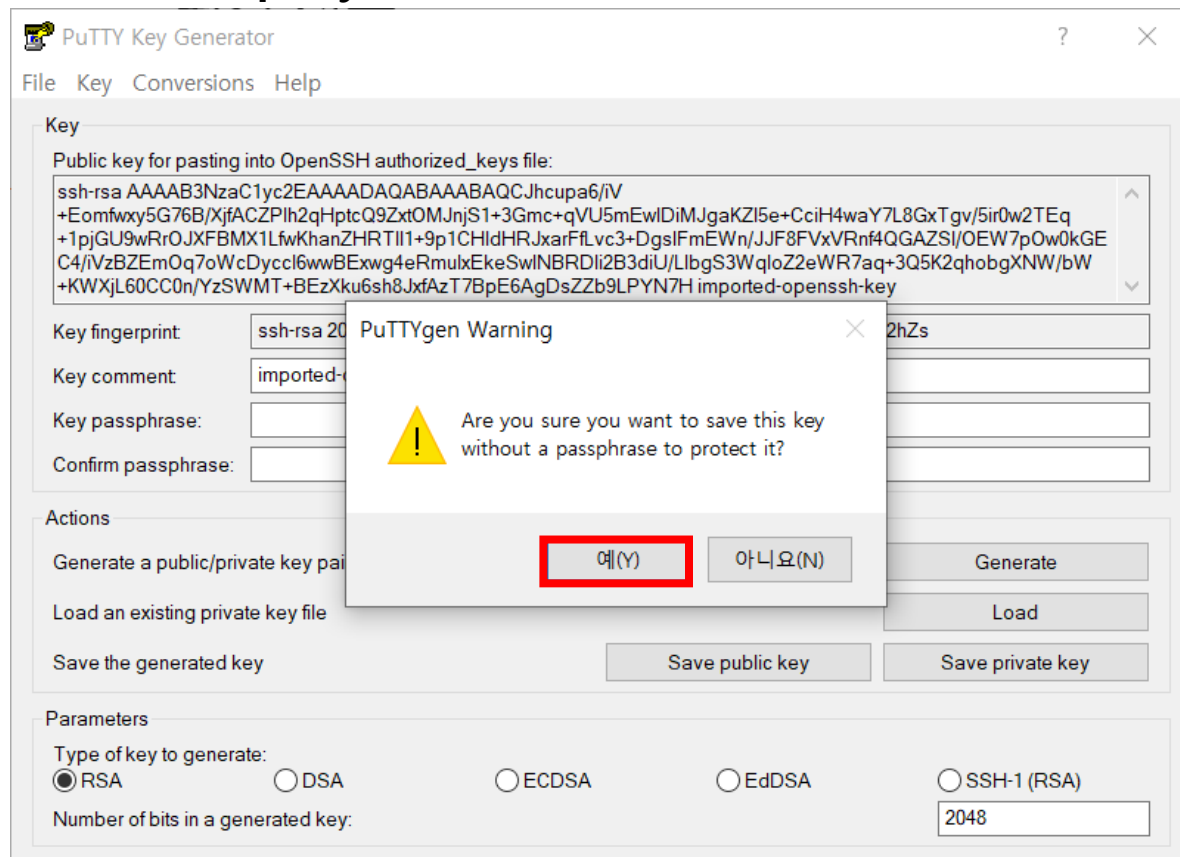 PuTTY Key Generator
File Key Conversions Help
Key
Public key for pasting into OpenSSH authorized_keys file:
ssh-rsa AAAAB3NzaC1yc2EAAAADAQABAAABAQCJhcupa6/iV
+Eomfwxy5G76B/XjfACZPlh2qHptcQ9ZxtOMJnjS1+3Gmc+qVU5mEwlDiMJgaKZl5e+CciH4waY7L8GxTgv/5ir0w2TEq
+1pjGU9wRrOJXFBMX1LfwKhanZHRTIl1+9p1CHldHRJxarFfLvc3+DgslFmEWn/JJF8FVxVRnf4QGAZSl/OEW7pOw0kGE
C4/iVzBZEmOq7oWcDyccl6wwBExwg4eRmulxEkeSwlNBRDli2B3diU/LlbgS3WqloZ2eWR7aq+3Q5K2qhobgXNW/bW
+KWXjL60CC0n/YzSWMT+BEzXku6sh8JxfAzT7BpE6AgDsZZb9LPYN7H imported-openssh-key
Key fingerprint: ssh-rsa 20 2hZs
Key comment: imported-
Key passphrase:
Confirm passphrase:
PuTTYgen Warning
Are you sure you want to save this key
without a passphrase to protect it?
예(Y) 아니요(N)
Actions
Generate a public/private key pai Generate
Load an existing private key file Load
Save the generated key Save public key Save private key
Parameters
Type of key to generate:
RSA DSA ECDSA EdDSA SSH-1 (RSA)
Number of bits in a generated key: 2048